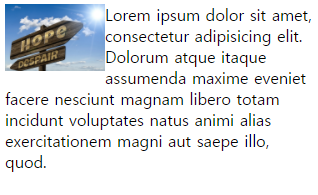 HOPE
DESPAIR
Lorem ipsum dolor sit amet,
consectetur adipisicing elit.
Dolorum atque itaque
assumenda maxime eveniet
facere nesciunt magnam libero totam
incidunt voluptates natus animi alias
exercitationem magni aut saepe illo,
quod.